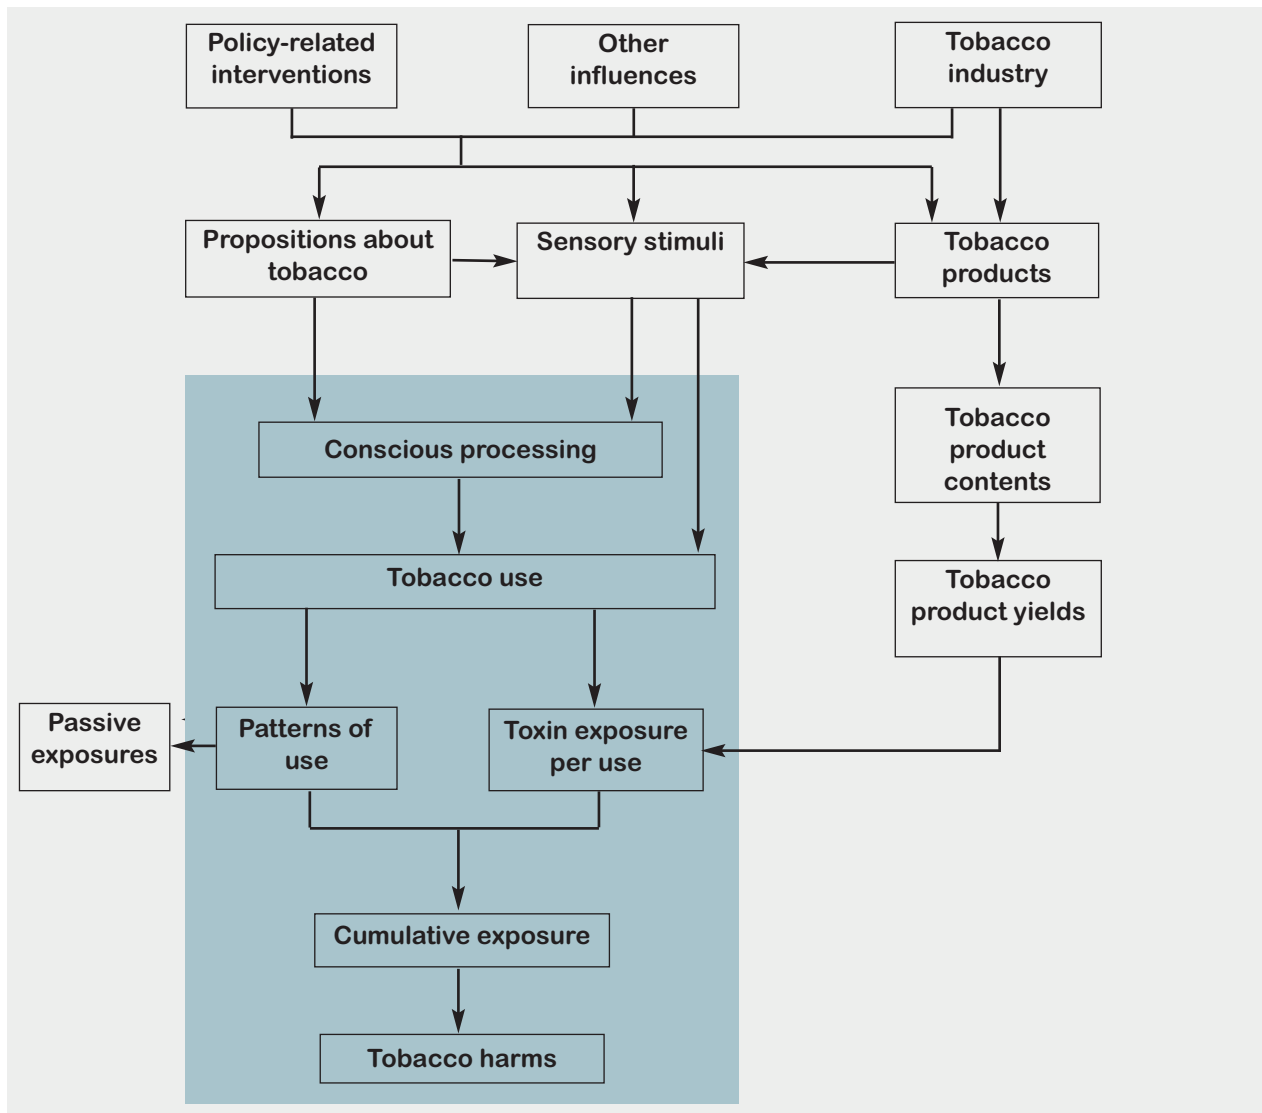 Policy-related
interventions
Other
influences
Tobacco
industry
Propositions about
tobacco
Sensory stimuli
Tobacco
products
Conscious processing
Tobacco
product
contents
Tobacco use
Tobacco
product yields
Passive
exposures
Patterns of
use
Toxin exposure
per use
Cumulative exposure
Tobacco harms